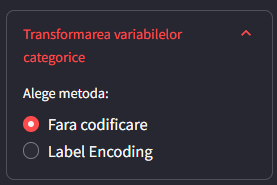 Transformarea variabilelor
categorice
Alege metoda:
Fara codificare
Label Encoding